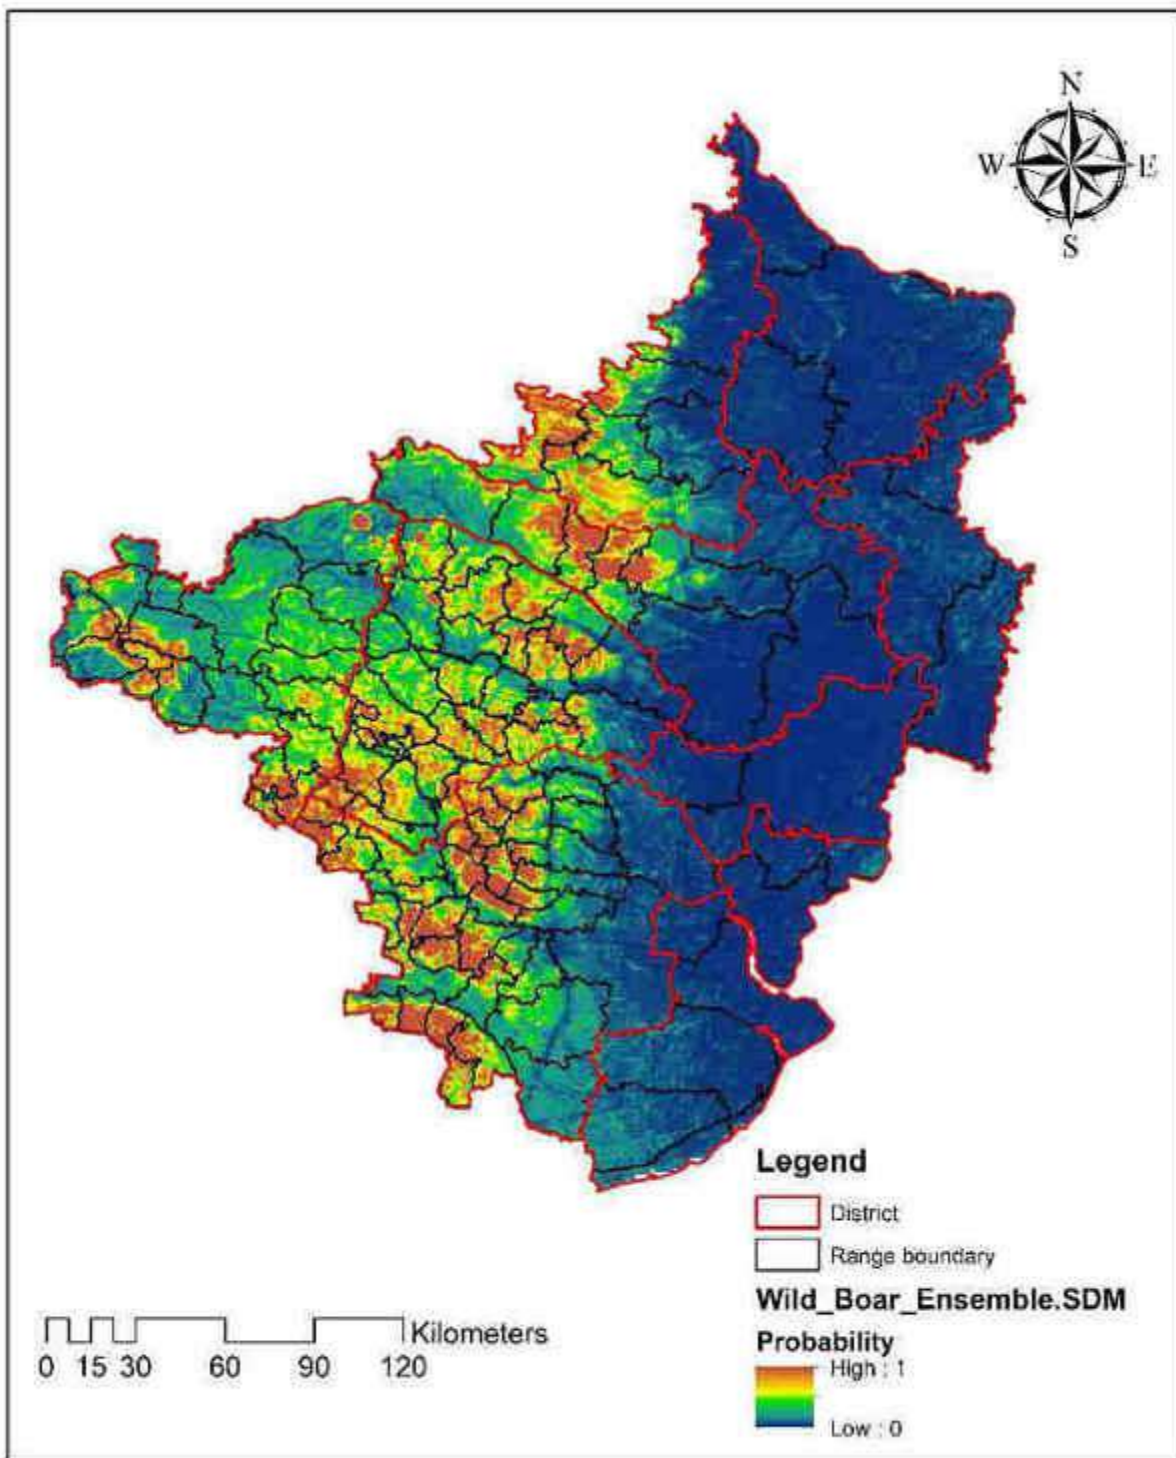 N
W E
S
Legend
District
Range boundary
Wild_Boar_Ensemble.SDM
Probability
High : 1
Low : 0
Kilometers
0 15 30 60 90 120